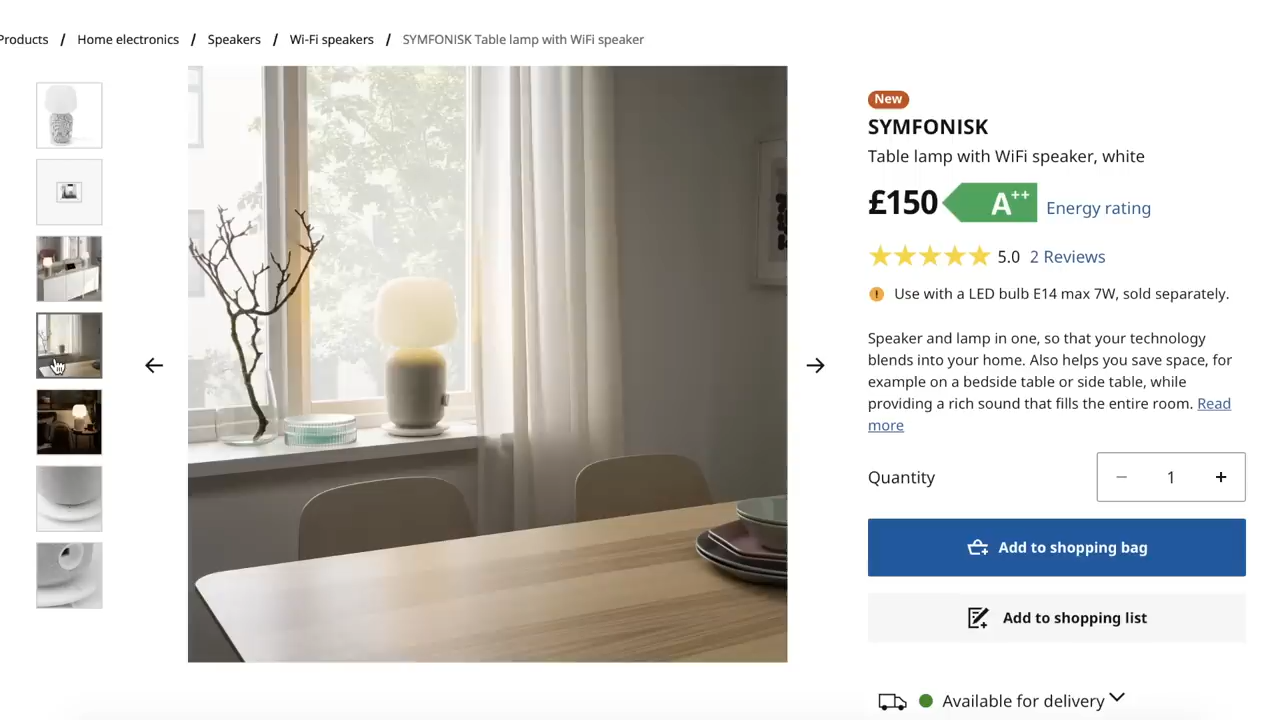 Products / Home electronics / Speakers / Wi-Fi speakers / SYMFONISK Table lamp with WiFi speaker
New
SYMFONISK
Table lamp with WiFi speaker, white
£150 A++ Energy rating
5.0 2 Reviews
Use with a LED bulb E14 max 7W, sold separately.
Speaker and lamp in one, so that your technology
blends into your home. Also helps you save space, for
example on a bedside table or side table, while
providing a rich sound that fills the entire room. Read
more
Quantity − 1 +
Add to shopping bag
Add to shopping list
Available for delivery